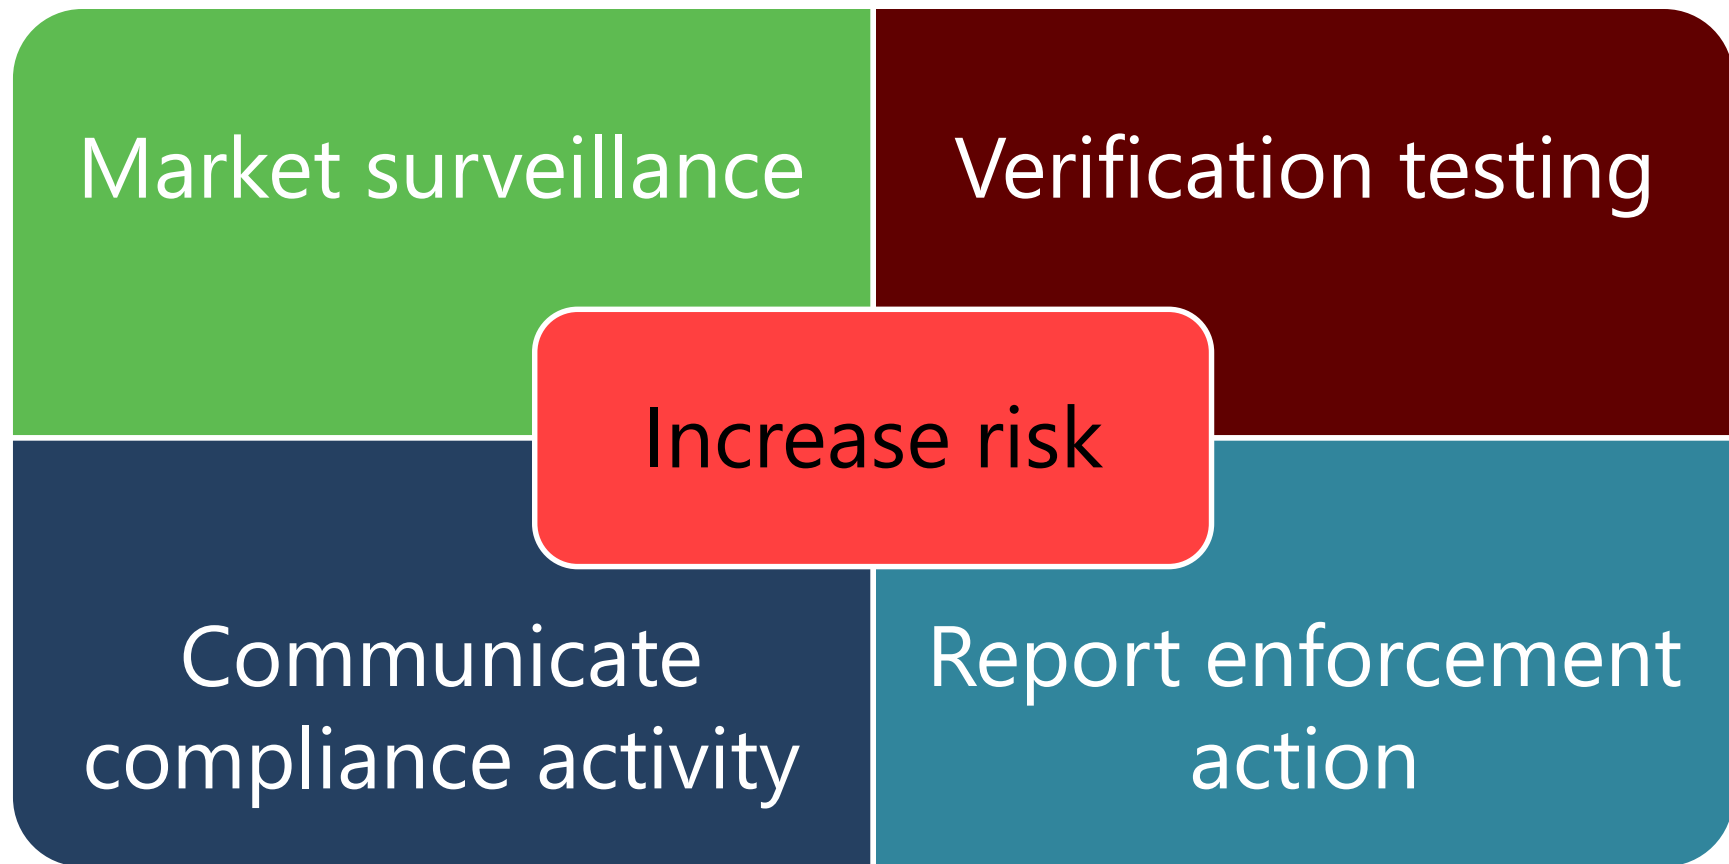 Market surveillance
Verification testing
Increase risk
Communicate
compliance activity
Report enforcement
action